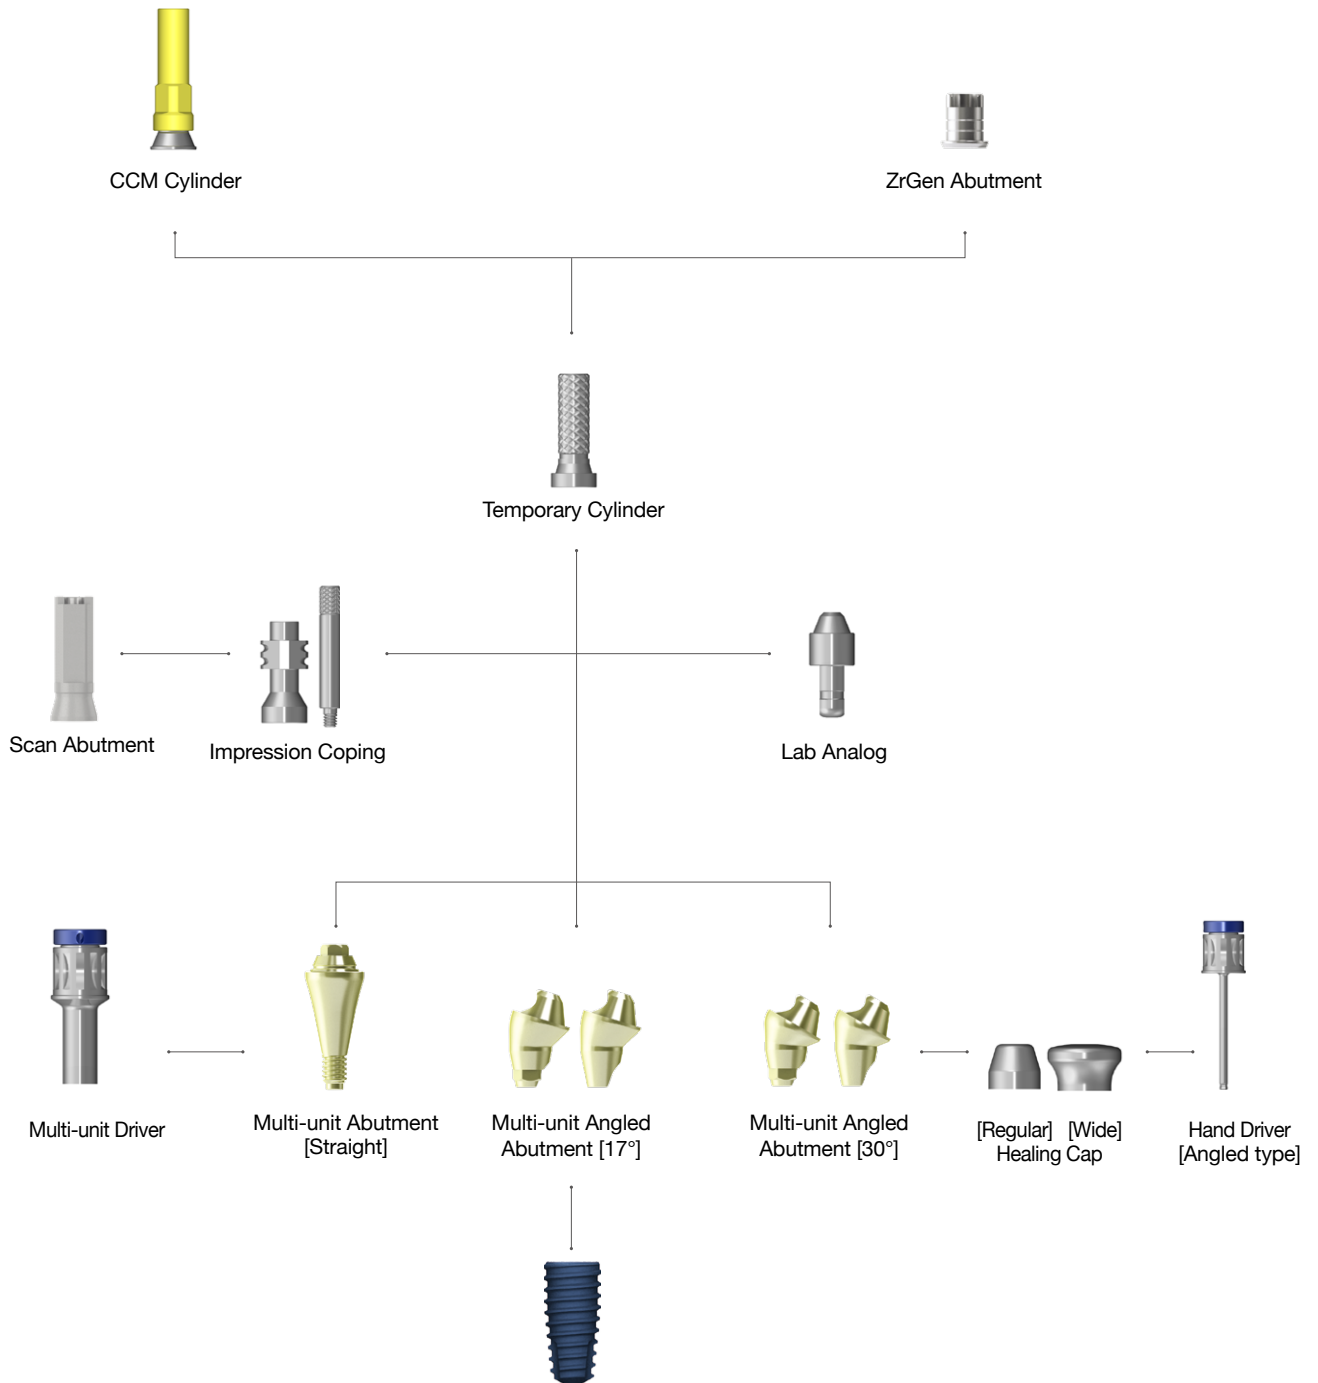 CCM Cylinder
ZrGen Abutment
Temporary Cylinder
Scan Abutment
Impression Coping
Lab Analog
Multi-unit Driver
Multi-unit Abutment
[Straight]
Multi-unit Angled
Abutment [17°]
Multi-unit Angled
Abutment [30°]
[Regular] [Wide]
Healing Cap
Hand Driver
[Angled type]